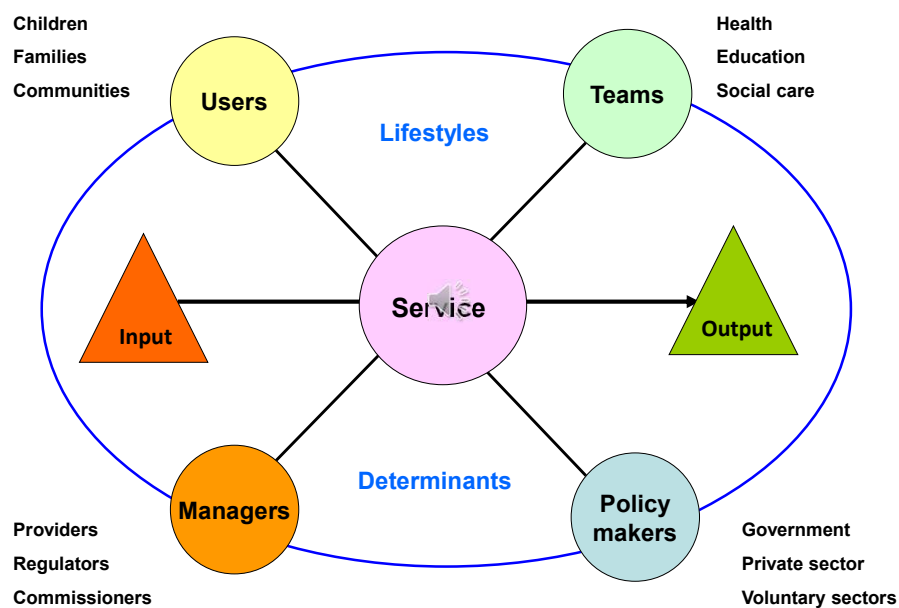 Children
Families
Communities
Users
Teams
Health
Education
Social care
Lifestyles
Input
Service
Output
Determinants
Managers
Policy
makers
Providers
Regulators
Commissioners
Government
Private sector
Voluntary sectors